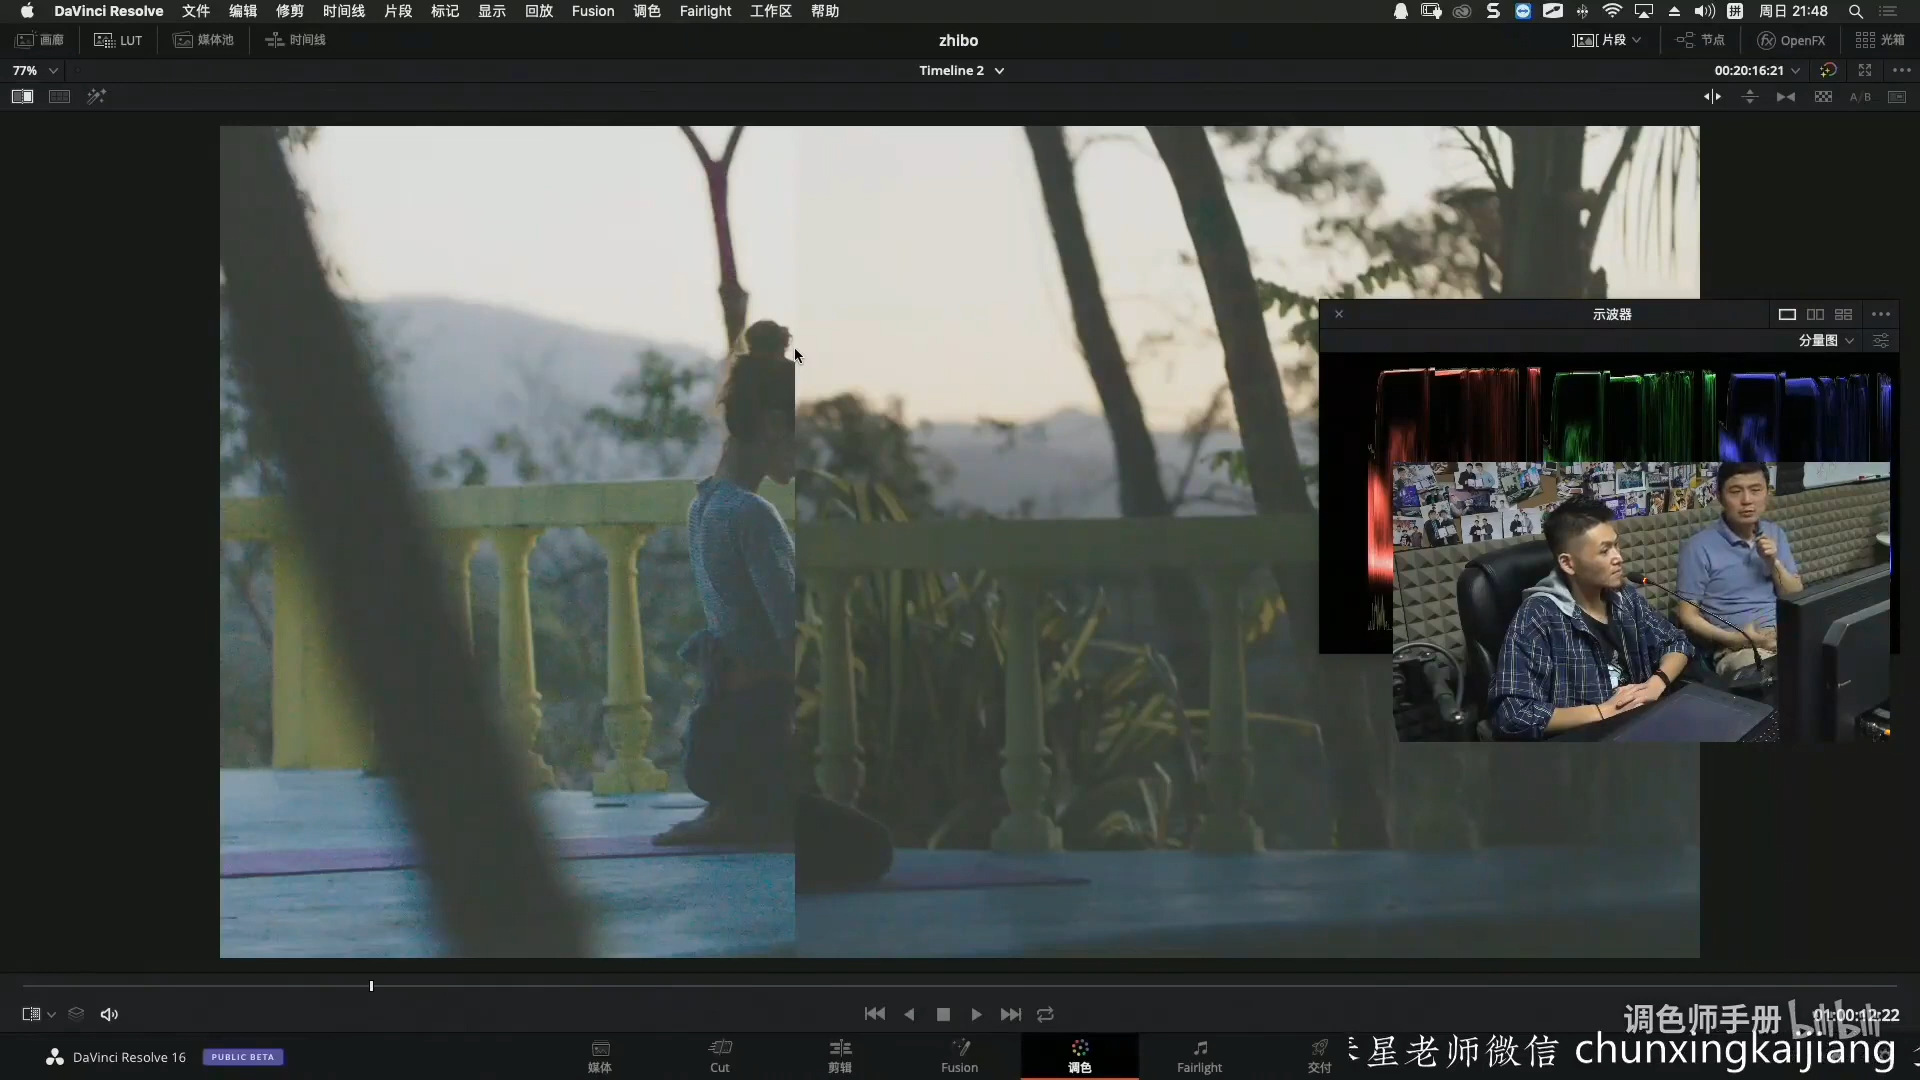 DaVinci Resolve 文件 编辑 修剪 时间线 片段 标记 显示 回放 Fusion 调色 Fairlight 工作区 帮助 周日 21:48
画廊 LUT 媒体池 时间线 zhibo 片段 节点 OpenFX 光箱
77% Timeline 2 00:20:16:21
A/B
示波器
分量图
01:00:12:22
调色师手册 bilibili
星老师微信 chunxingkaijiang
DaVinci Resolve 16 PUBLIC BETA
媒体 Cut 剪辑 Fusion 调色 Fairlight 交付